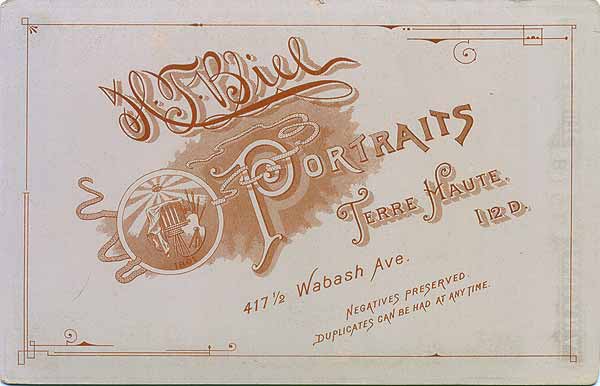 H.T. Biel
PORTRAITS
TERRE HAUTE,
IND.
417 1/2 Wabash Ave.
NEGATIVES PRESERVED.
DUPLICATES CAN BE HAD AT ANY TIME.